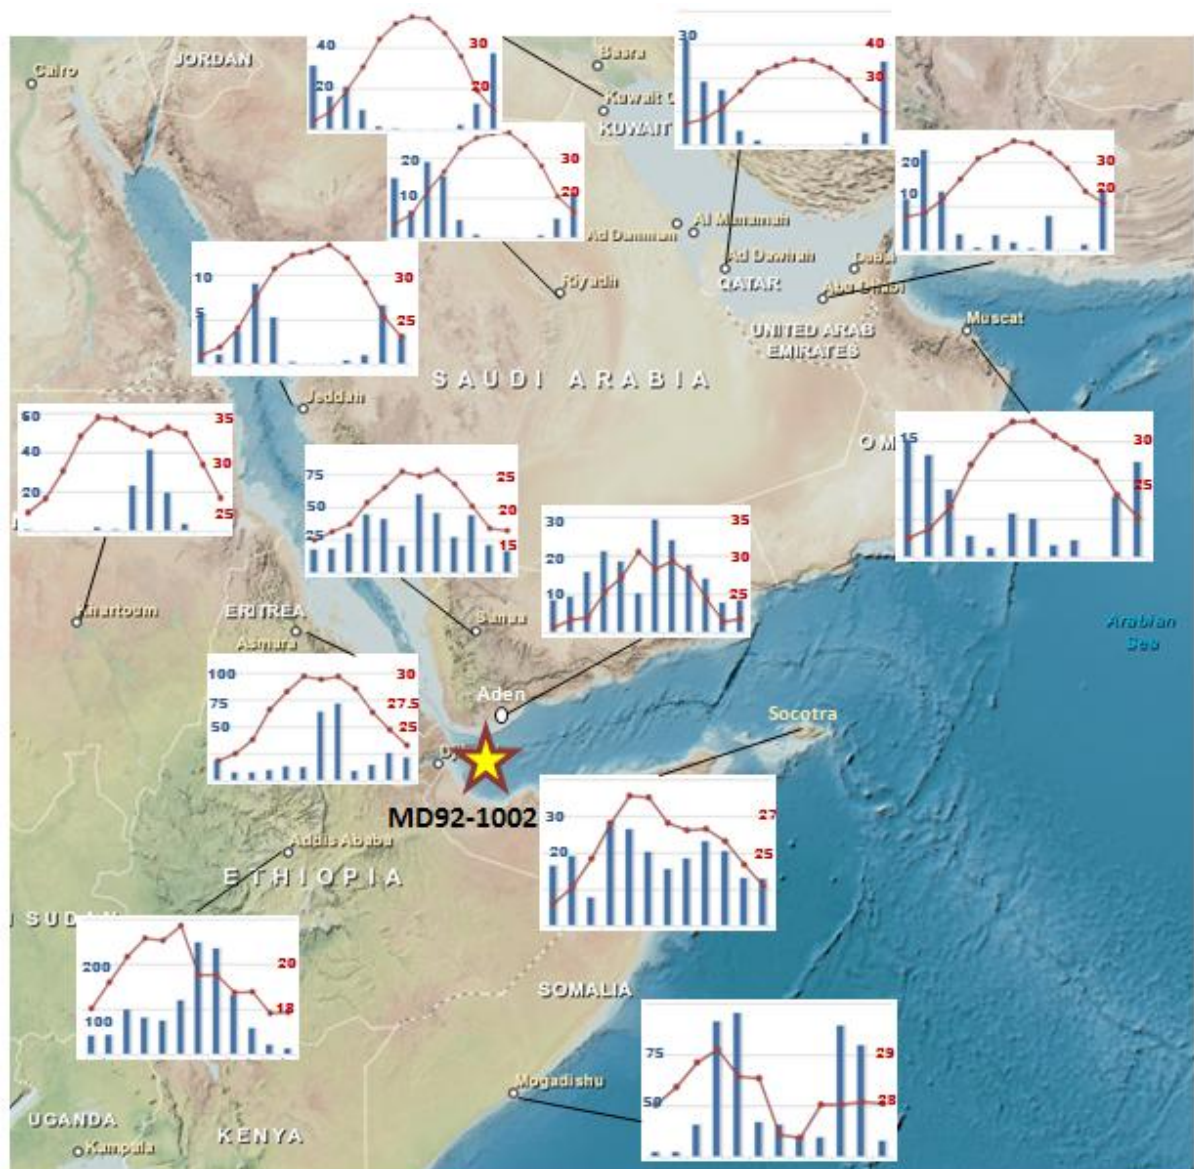 Cairo
JORDAN
40
20
30
20
Basra
Kuwait C
KUWAIT
30
20
10
40
30
20
10
30
20
20
10
30
20
Ad Damman
Al Manamah
Ad Dawhah
QATAR
Dubai
Abu Dhabi
Riyadh
UNITED ARAB
EMIRATES
Muscat
10
5
30
25
SAUDI ARABIA
Jeddah
60
40
20
35
30
25
75
50
25
25
20
15
30
20
10
35
30
25
OM
15
30
25
Khartoum
ERITREA
Asmara
Sanaa
Arabian
Sea
100
75
50
30
27.5
25
Aden
Socotra
Dji
MD92-1002
30
20
27
25
Addis Ababa
ETHIOPIA
SUDAN
200
100
20
18
SOMALIA
75
50
29
28
Mogadishu
UGANDA
KENYA
Kampala